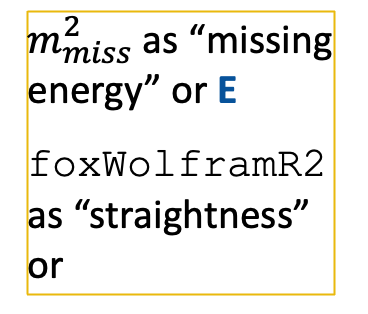 m²miss as “missing
energy” or E
foxWolframR2
as “straightness”
or